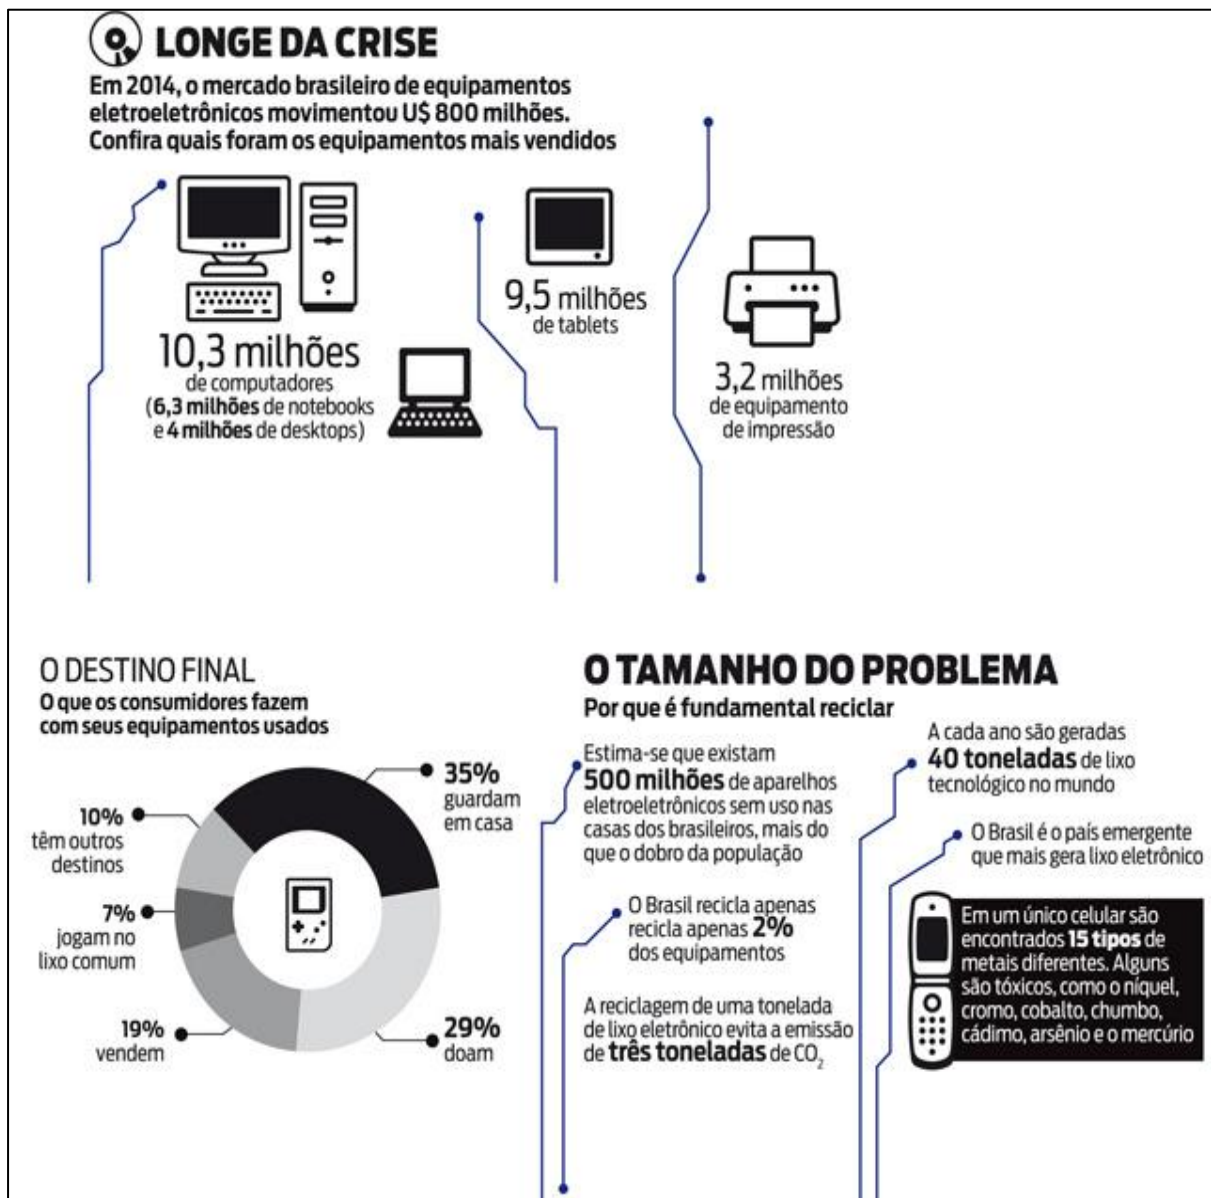 LONGE DA CRISE
Em 2014, o mercado brasileiro de equipamentos
eletroeletrônicos movimentou U$ 800 milhões.
Confira quais foram os equipamentos mais vendidos
10,3 milhões
de computadores
(6,3 milhões de notebooks
e 4 milhões de desktops)
9,5 milhões
de tablets
3,2 milhões
de equipamento
de impressão
O DESTINO FINAL
O que os consumidores fazem
com seus equipamentos usados
35%
guardam
em casa
10%
têm outros
destinos
7%
jogam no
lixo comum
19%
vendem
29%
doam
O TAMANHO DO PROBLEMA
Por que é fundamental reciclar
Estima-se que existam
500 milhões de aparelhos
eletroeletrônicos sem uso nas
casas dos brasileiros, mais do
que o dobro da população
O Brasil recicla apenas
recicla apenas 2%
dos equipamentos
A reciclagem de uma tonelada
de lixo eletrônico evita a emissão
de três toneladas de CO2
A cada ano são geradas
40 toneladas de lixo
tecnológico no mundo
O Brasil é o país emergente
que mais gera lixo eletrônico
Em um único celular são
encontrados 15 tipos de
metais diferentes. Alguns
são tóxicos, como o níquel,
cromo, cobalto, chumbo,
cádimo, arsênio e o mercúrio